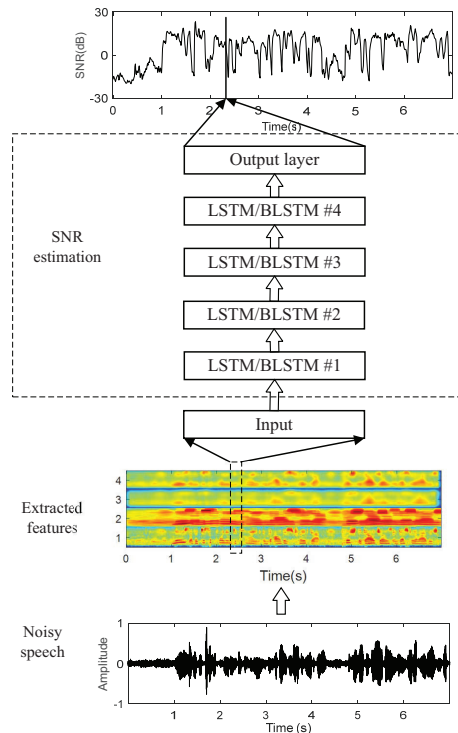 30
SNR(dB)
0
-30
0 1 2 3 4 5 6
Time(s)
Output layer
LSTM/BLSTM #4
SNR
estimation
LSTM/BLSTM #3
LSTM/BLSTM #2
LSTM/BLSTM #1
Input
4
3
2
1
Extracted
features
0 1 2 3 4 5 6
Time(s)
Noisy
speech
1
Amplitude
0
-1
1 2 3 4 5 6
Time (s)